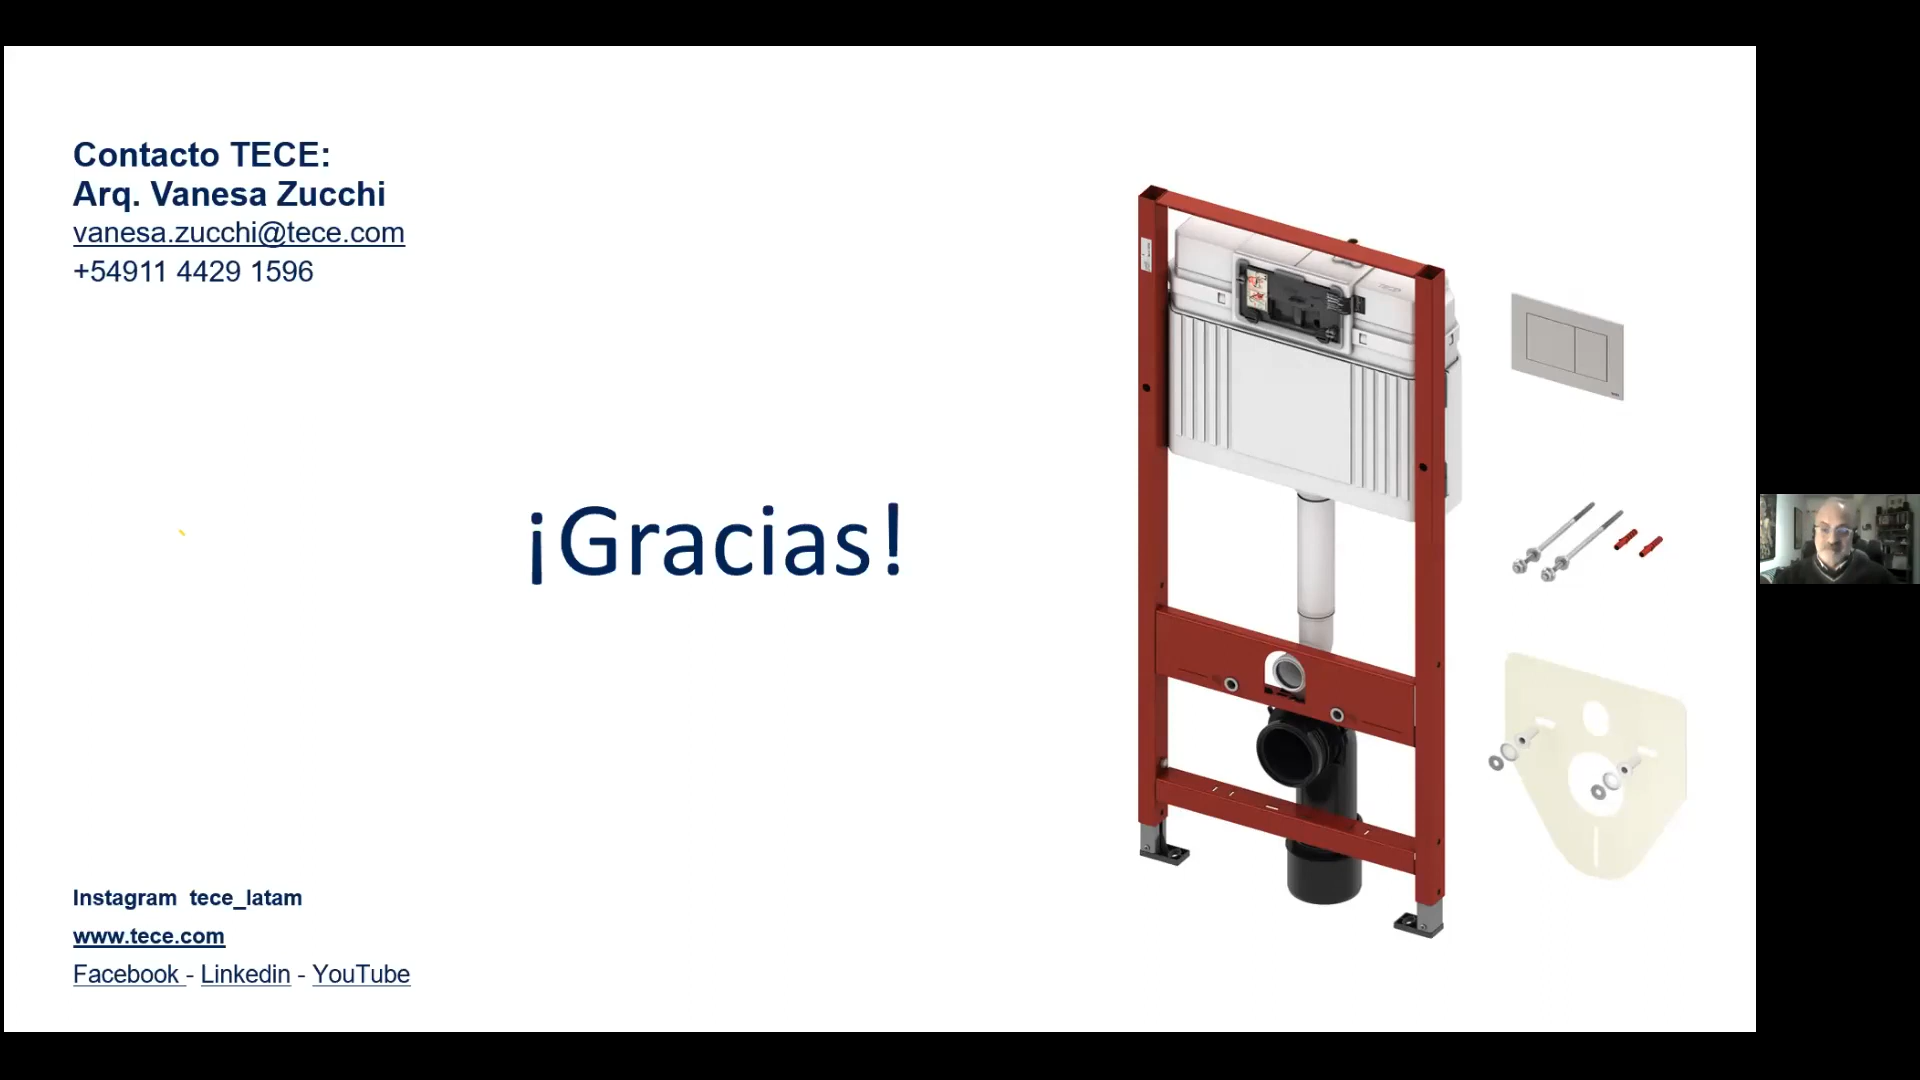 Contacto TECE:
Arq. Vanesa Zucchi
vanesa.zucchi@tece.com
+54911 4429 1596
¡Gracias!
Instagram  tece_latam
www.tece.com
Facebook - Linkedin - YouTube